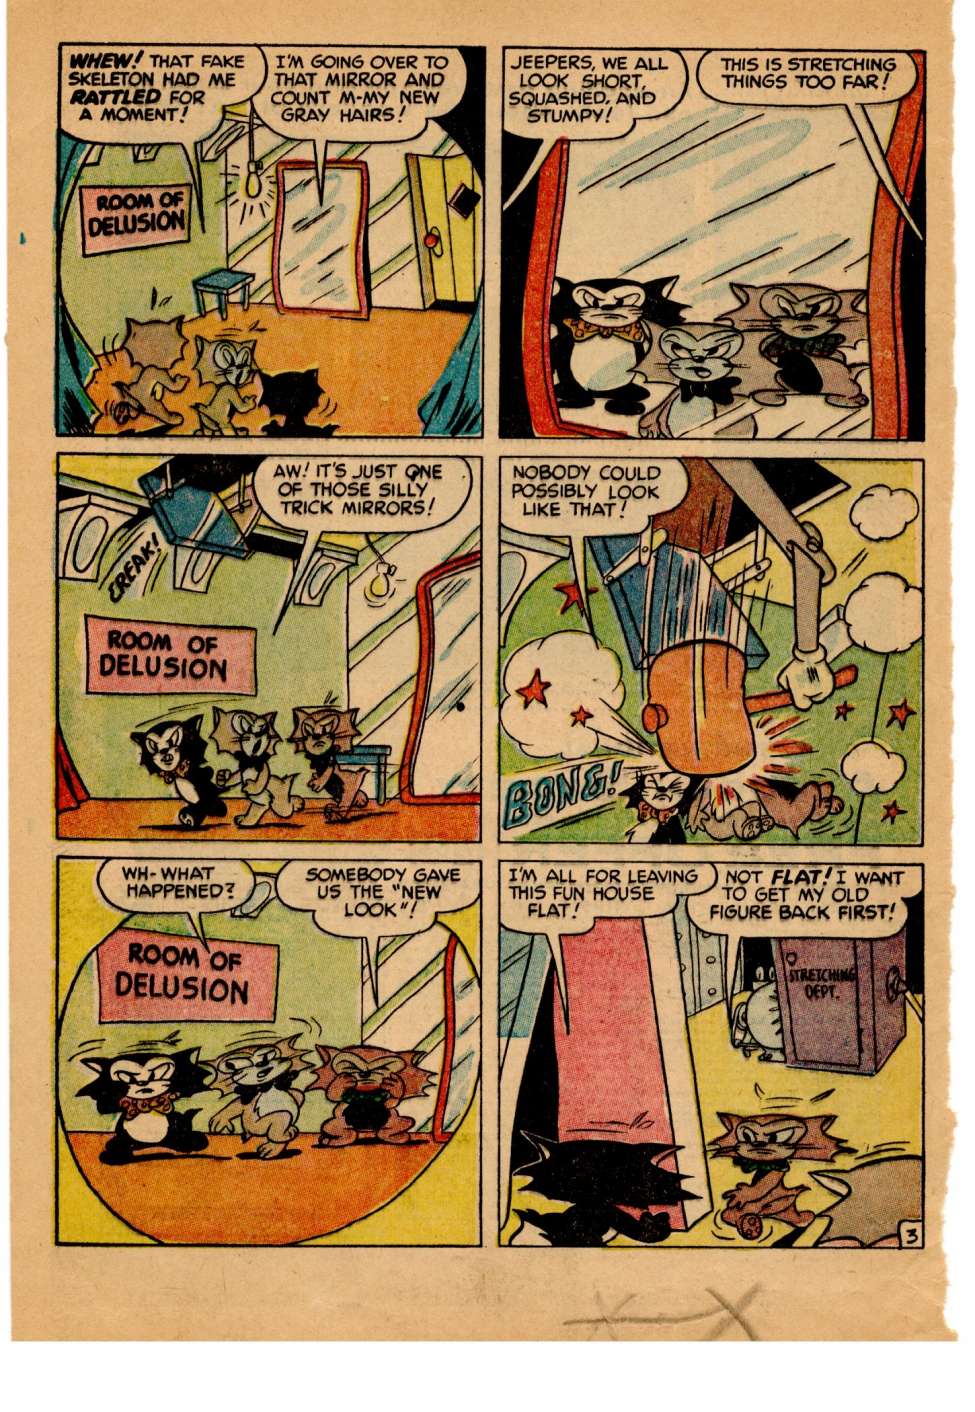 WHEW! THAT FAKE
SKELETON HAD ME
RATTLED FOR
A MOMENT!
I'M GOING OVER TO
THAT MIRROR AND
COUNT M-MY NEW
GRAY HAIRS!
ROOM OF
DELUSION
JEEPERS, WE ALL
LOOK SHORT,
SQUASHED, AND
STUMPY!
THIS IS STRETCHING
THINGS TOO FAR!
AW! IT'S JUST ONE
OF THOSE SILLY
TRICK MIRRORS!
CREAK!
ROOM OF
DELUSION
NOBODY COULD
POSSIBLY LOOK
LIKE THAT!
BONG!
WH-WHAT
HAPPENED?
SOMEBODY GAVE
US THE "NEW
LOOK"!
ROOM OF
DELUSION
I'M ALL FOR LEAVING
THIS FUN HOUSE
FLAT!
NOT FLAT! I WANT
TO GET MY OLD
FIGURE BACK FIRST!
STRETCHING
DEPT.
3